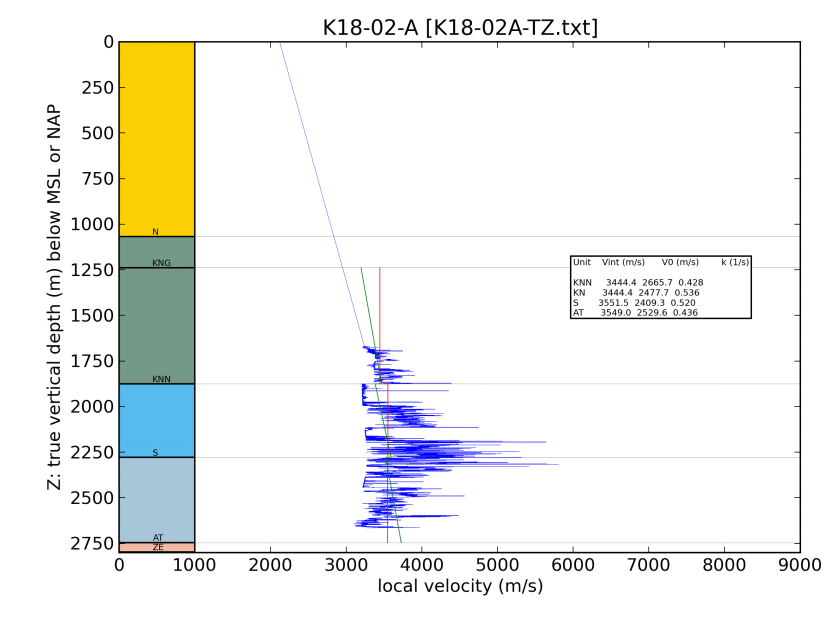 K18-02-A [K18-02A-TZ.txt]
0
250
500
750
1000
1250
1500
1750
2000
2250
2500
2750
Z: true vertical depth (m) below MSL or NAP
N
KNG
KNN
S
AT
ZE
Unit Vint (m/s) V0 (m/s) k (1/s)
KNN 3444.4 2665.7 0.428
KN 3444.4 2477.7 0.536
S 3551.5 2409.3 0.520
AT 3549.0 2529.6 0.436
0 1000 2000 3000 4000 5000 6000 7000 8000 9000
local velocity (m/s)